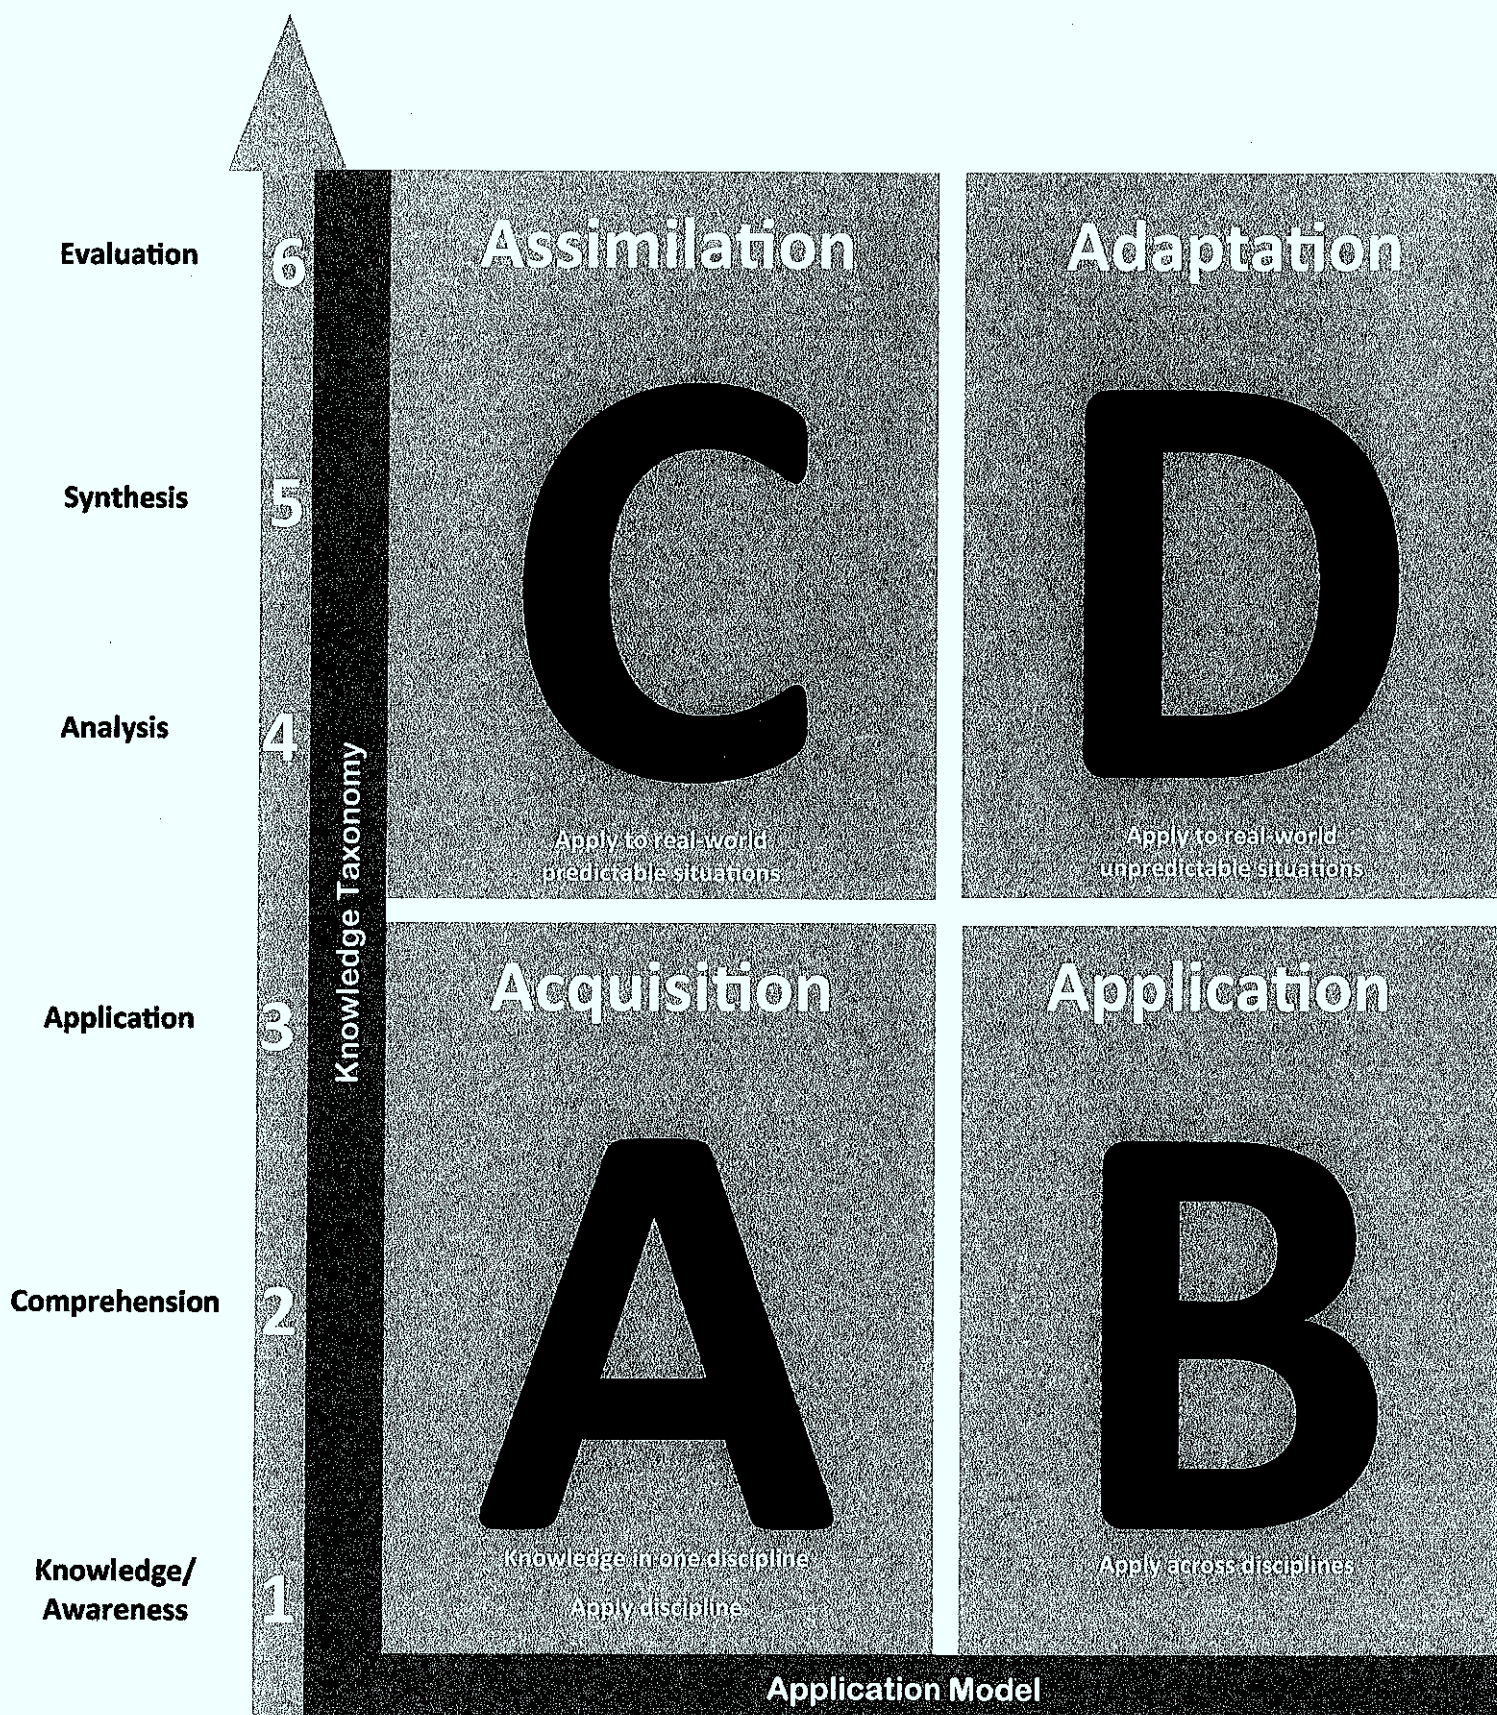 Evaluation
6
Assimilation
Adaptation
Synthesis
5
C
D
Analysis
4
Apply to real-world
predictable situations
Apply to real-world
unpredictable situations
Knowledge Taxonomy
Application
3
Acquisition
Application
Comprehension
2
A
B
Knowledge/
Awareness
1
Knowledge in one discipline
Apply discipline
Apply across disciplines
Application Model